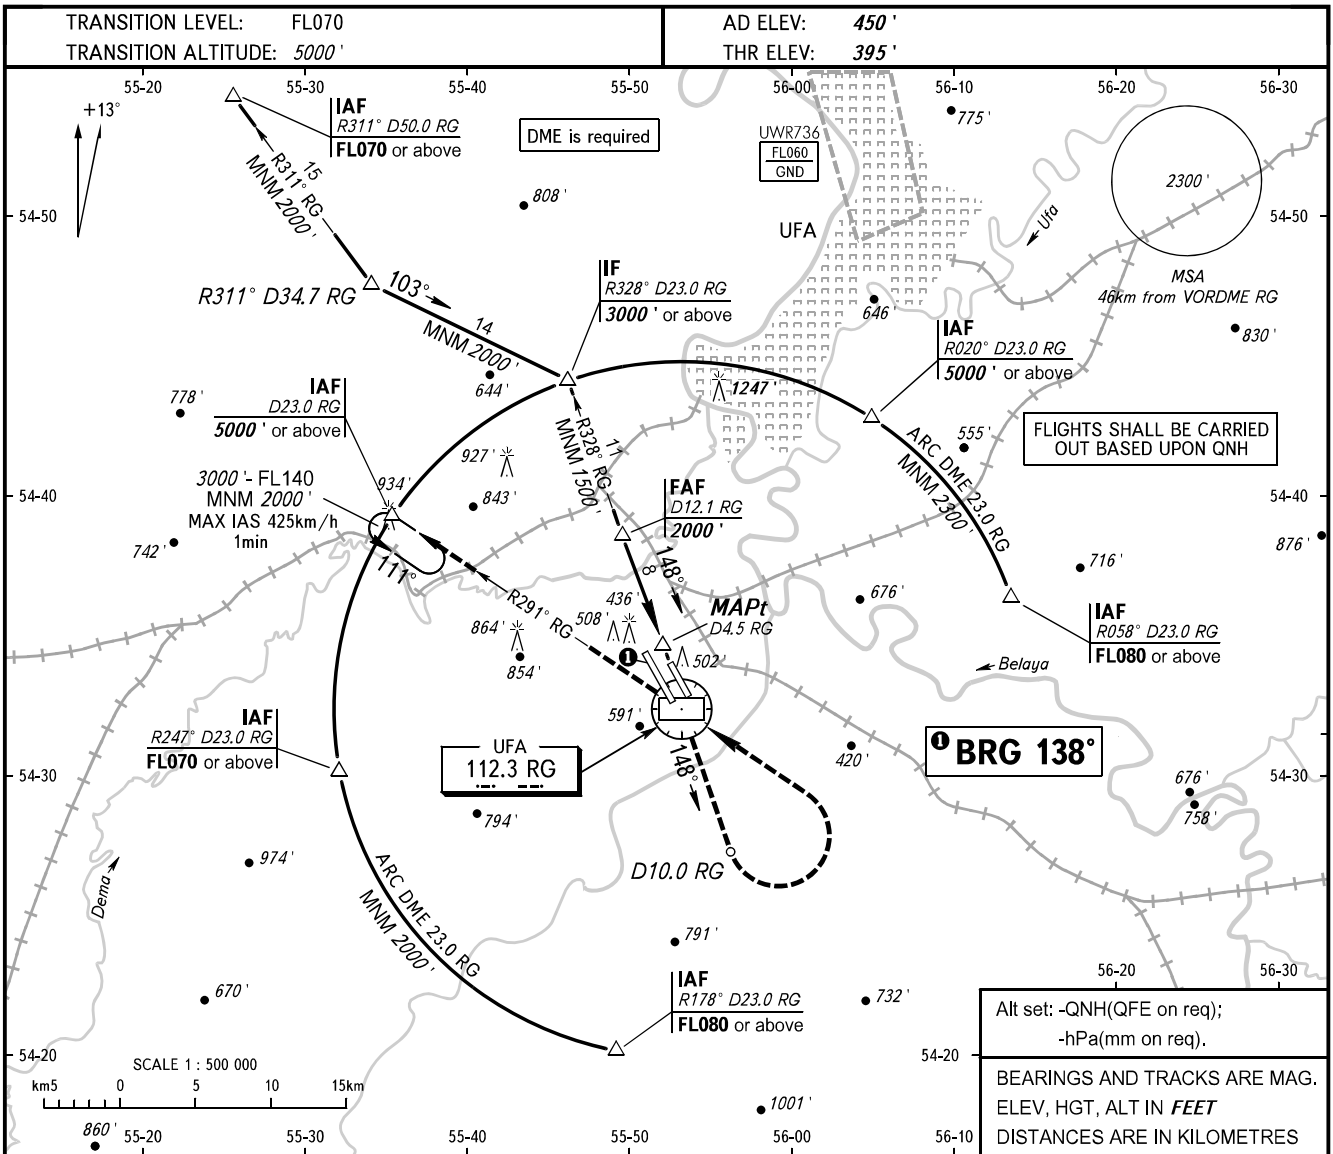 TRANSITION LEVEL: FL070
TRANSITION ALTITUDE: 5000 '
AD ELEV: 450 '
THR ELEV: 395 '
55-20 55-30 55-40 55-50 56-00 56-10 56-20 56-30
+13°
IAF
R311° D50.0 RG
FL070 or above
DME is required
UWR736
FL060
GND
775 '
15
R311° RG
MNM 2000 '
808 '
2300 '
54-50
54-50
UFA
Ufa
MSA
46km from VORDME RG
R311° D34.7 RG
103°
14
MNM 2000 '
IF
R328° D23.0 RG
3000 ' or above
646 '
830 '
IAF
R020° D23.0 RG
5000 ' or above
644 '
1247 '
IAF
D23.0 RG
5000 ' or above
778 '
FLIGHTS SHALL BE CARRIED
OUT BASED UPON QNH
555 '
ARC DME 23.0 RG
MNM 2300 '
11
R328° RG
MNM 1500 '
927 '
934 '
843 '
3000 ' - FL140
MNM 2000 '
MAX IAS 425km/h
1min
111°
54-40
54-40
FAF
D12.1 RG
2000 '
742 '
876 '
148°
8
716 '
676 '
R291° RG
436 '
508 '
864 '
854 '
MAPt
D4.5 RG
502 '
1
IAF
R058° D23.0 RG
FL080 or above
Belaya
IAF
R247° D23.0 RG
FL070 or above
591 '
UFA
112.3 RG
148°
420 '
1 BRG 138°
54-30
54-30
676 '
758 '
794 '
D10.0 RG
974 '
Dema
ARC DME 23.0 RG
MNM 2000 '
791 '
IAF
R178° D23.0 RG
FL080 or above
670 '
732 '
56-20 56-30
Alt set: -QNH(QFE on req);
-hPa(mm on req).
54-20
54-20
SCALE 1 : 500 000
km5 0 5 10 15km
BEARINGS AND TRACKS ARE MAG.
ELEV, HGT, ALT IN FEET
DISTANCES ARE IN KILOMETRES
1001 '
860 '
55-20 55-30 55-40 55-50 56-00 56-10